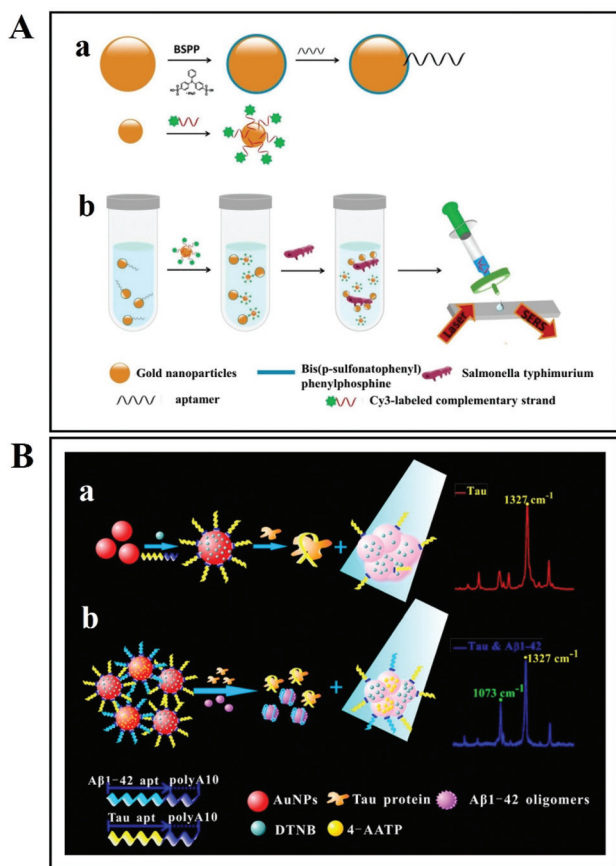 A
a
BSPP
b
Laser
SERS
Gold nanoparticles
Bis(p-sulfonatophenyl)
phenylphosphine
Salmonella typhimurium
aptamer
Cy3-labeled complementary strand
B
a
Tau
1327 cm⁻¹
b
Tau & Aβ1-42
1327 cm⁻¹
1073 cm⁻¹
Aβ1-42 apt polyA10
Tau apt polyA10
AuNPs
Tau protein
Aβ1-42 oligomers
DTNB
4-AATP